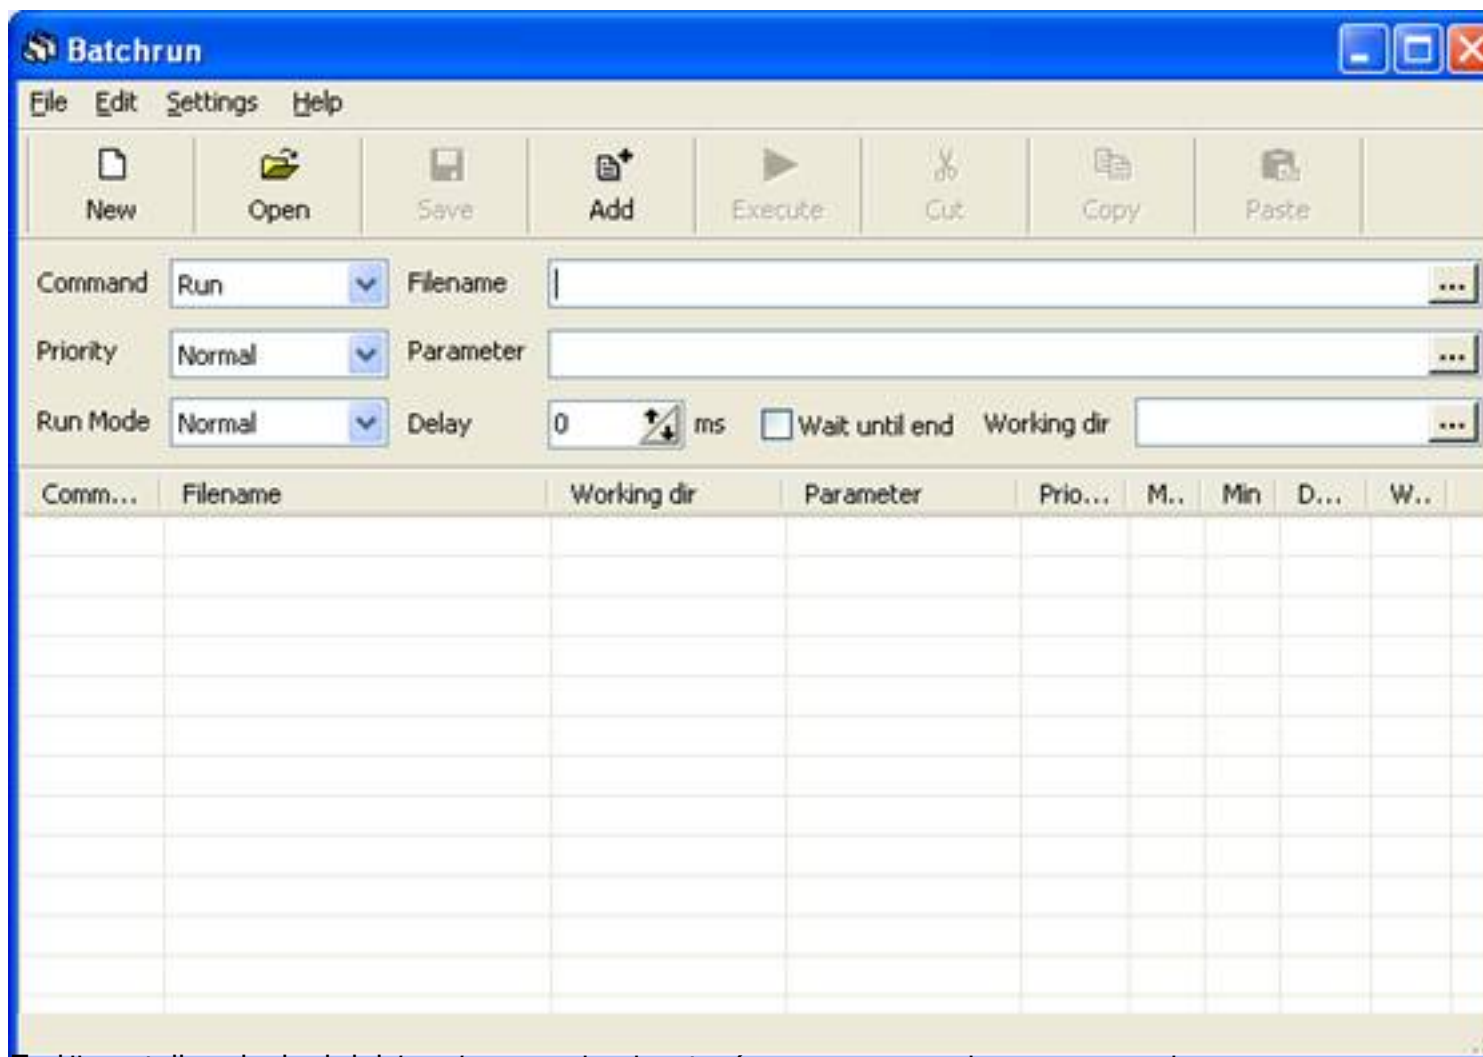 Batchrun
File Edit Settings Help
New Open Save Add Execute Cut Copy Paste
Command Run Filename ...
Priority Normal Parameter ...
Run Mode Normal Delay 0 ms Wait until end Working dir ...
Comm... Filename Working dir Parameter Prio... M.. Min D... W..